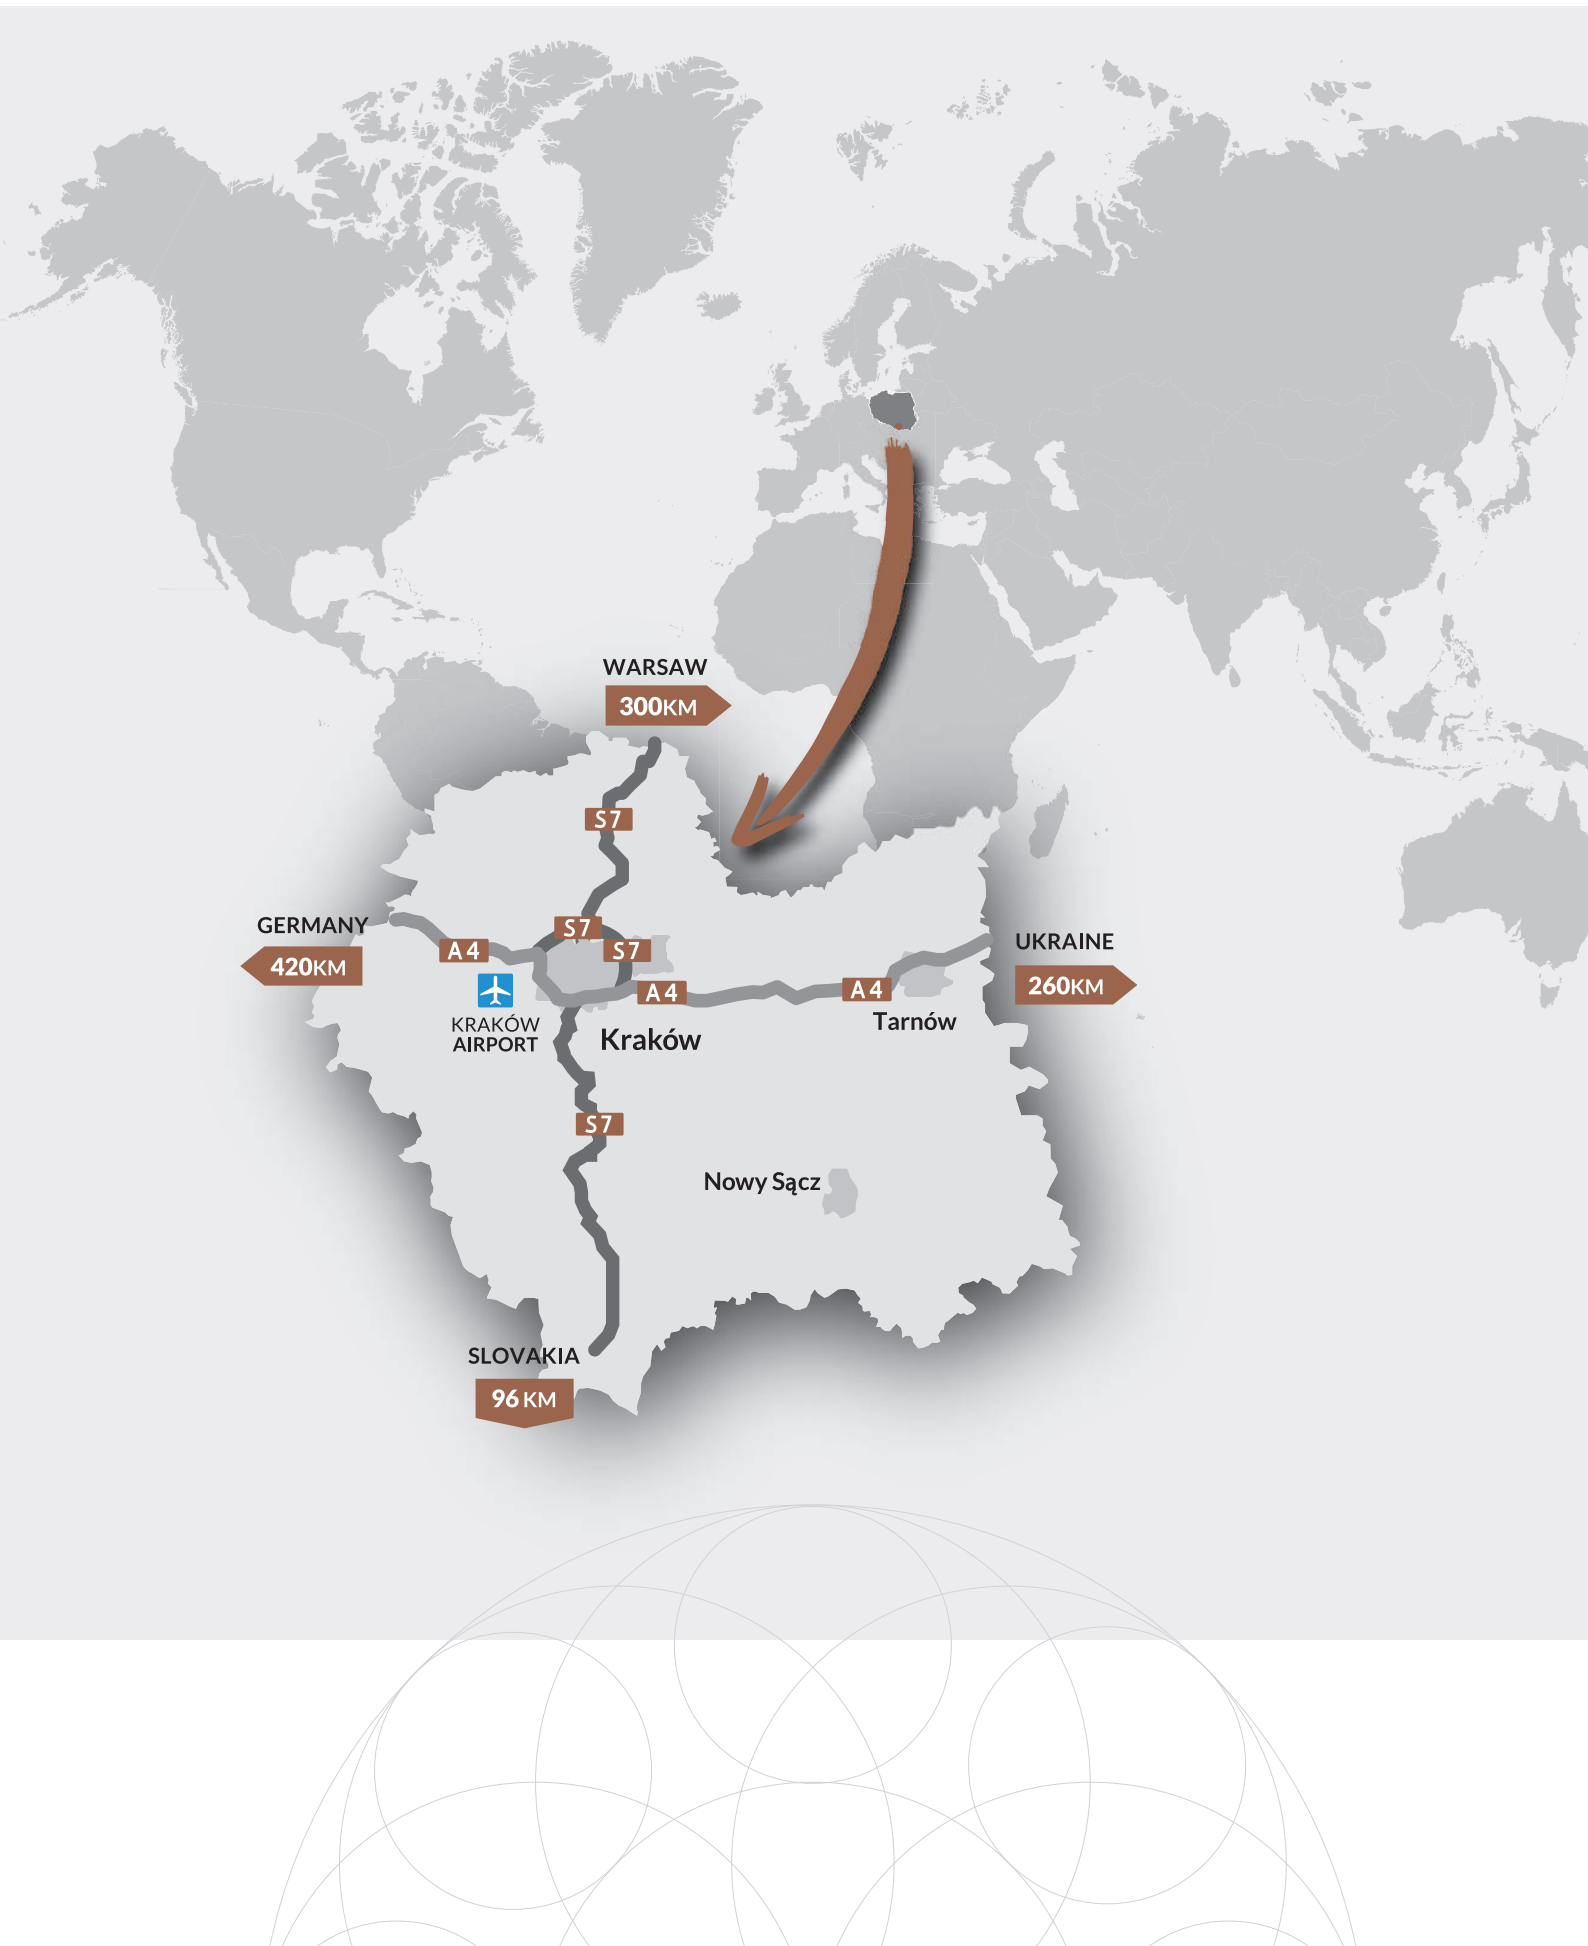 WARSAW
300KM
S7
GERMANY
420KM
A4
S7
S7
UKRAINE
260KM
A4
A4
KRAKÓW
AIRPORT
Kraków
Tarnów
S7
Nowy Sącz
SLOVAKIA
96 KM